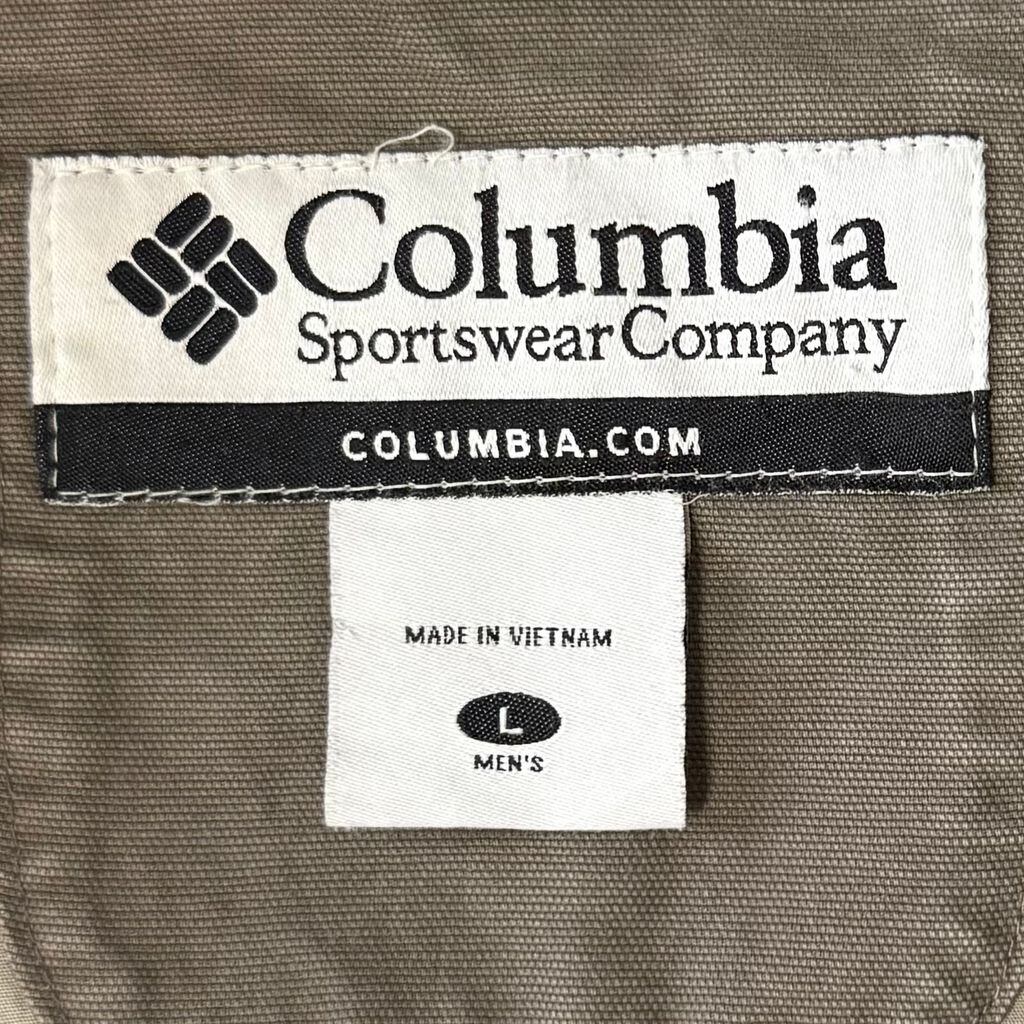 Columbia
Sportswear Company
COLUMBIA.COM
MADE IN VIETNAM
L
MEN'S